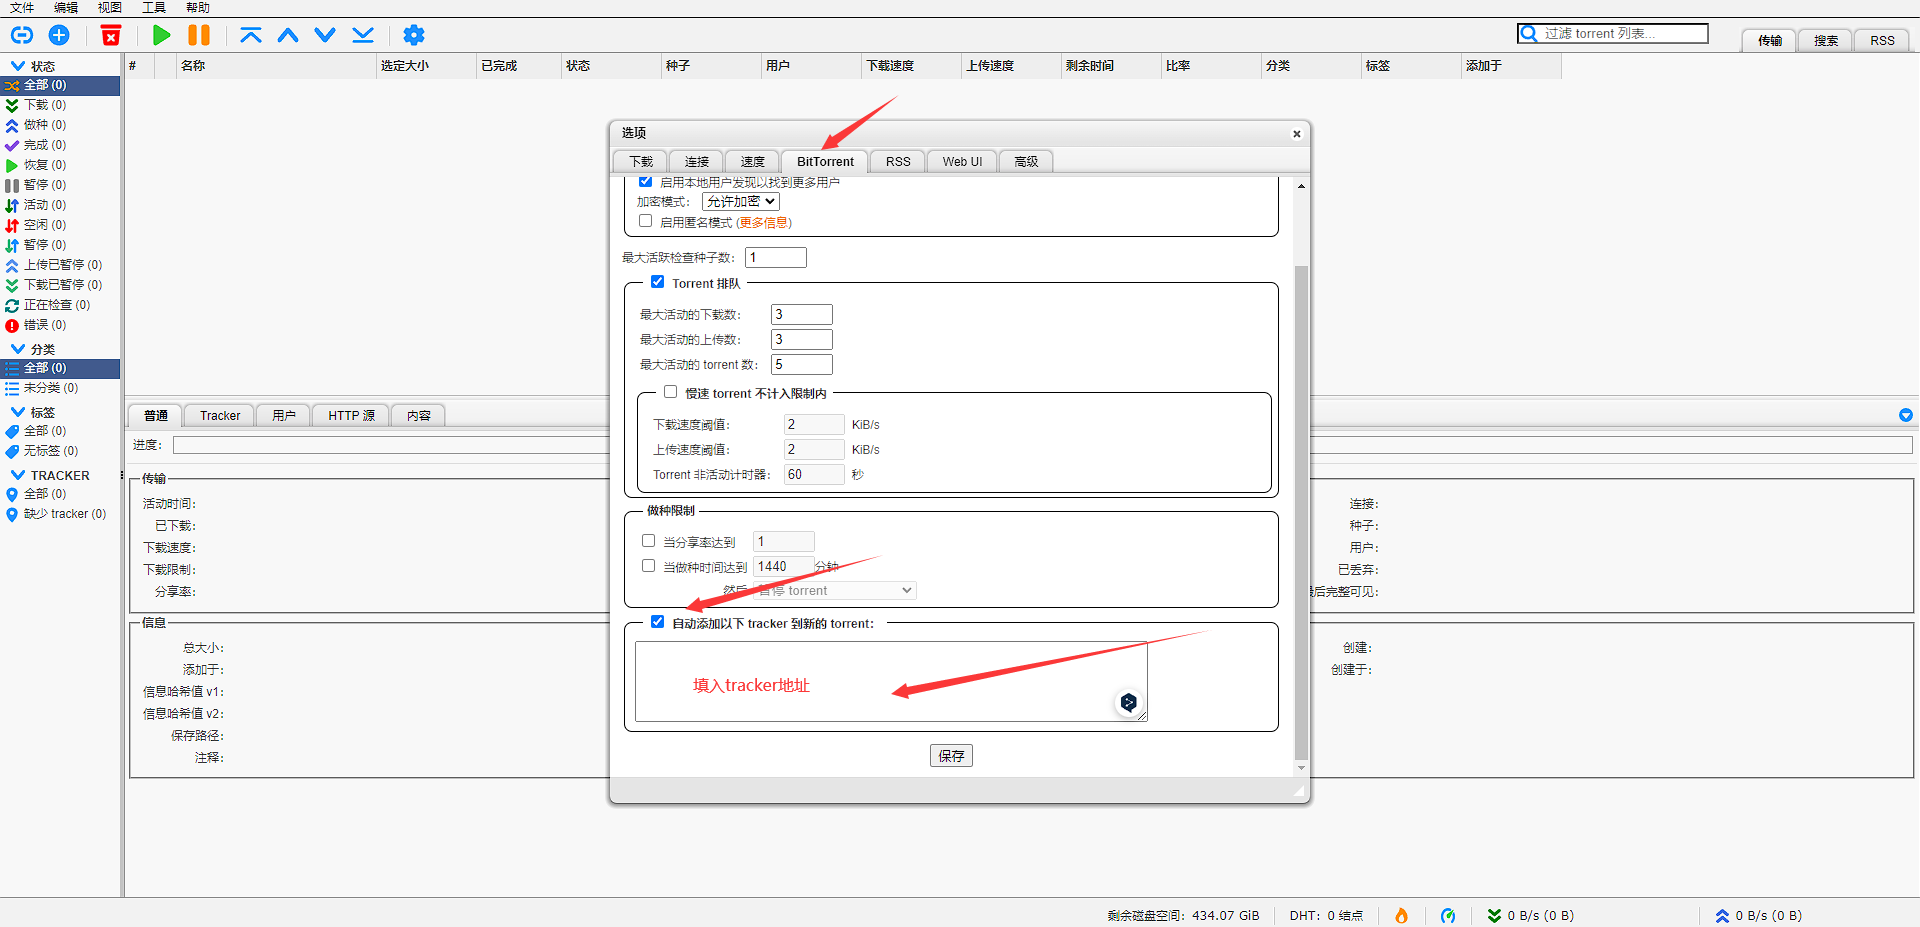 文件 编辑 视图 工具 帮助
过滤 torrent 列表...
传输 搜索 RSS
状态
全部 (0)
下载 (0)
做种 (0)
完成 (0)
恢复 (0)
暂停 (0)
活动 (0)
空闲 (0)
暂停 (0)
上传已暂停 (0)
下载已暂停 (0)
正在检查 (0)
错误 (0)
分类
全部 (0)
未分类 (0)
标签
全部 (0)
无标签 (0)
TRACKER
全部 (0)
缺少 tracker (0)
# 名称 选定大小 已完成 状态 种子 用户 下载速度 上传速度 剩余时间 比率 分类 标签 添加于
选项
下载 连接 速度 BitTorrent RSS Web UI 高级
启用本地用户发现以找到更多用户
加密模式: 允许加密
启用匿名模式 (更多信息)
最大活跃检查种子数: 1
Torrent 排队
最大活动的下载数: 3
最大活动的上传数: 3
最大活动的 torrent 数: 5
慢速 torrent 不计入限制内
下载速度阈值: 2 KiB/s
上传速度阈值: 2 KiB/s
Torrent 非活动计时器: 60 秒
做种限制
当分享率达到 1
当做种时间达到 1440 分钟
然后 暂停 torrent
自动添加以下 tracker 到新的 torrent:
填入tracker地址
保存
普通 Tracker 用户 HTTP 源 内容
进度:
传输
活动时间:
已下载:
下载速度:
下载限制:
分享率:
连接:
种子:
用户:
已丢弃:
最后完整可见:
信息
总大小:
添加于:
信息哈希值 v1:
信息哈希值 v2:
保存路径:
注释:
创建:
创建于:
剩余磁盘空间: 434.07 GiB DHT: 0 结点 0 B/s (0 B) 0 B/s (0 B)